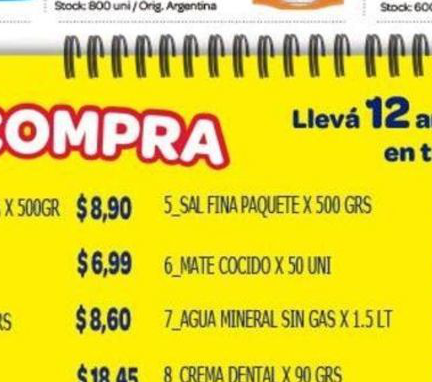 Stock: 800 uni / Orig. Argentina
Stock: 600
COMPRA
Llevá 12 a
en t
X 500GR $8,90 5_SAL FINA PAQUETE X 500 GRS
$6,99 6_MATE COCIDO X 50 UNI
RS $8,60 7_AGUA MINERAL SIN GAS X 1.5 LT
$18,45 8_CREMA DENTAL X 90 GRS